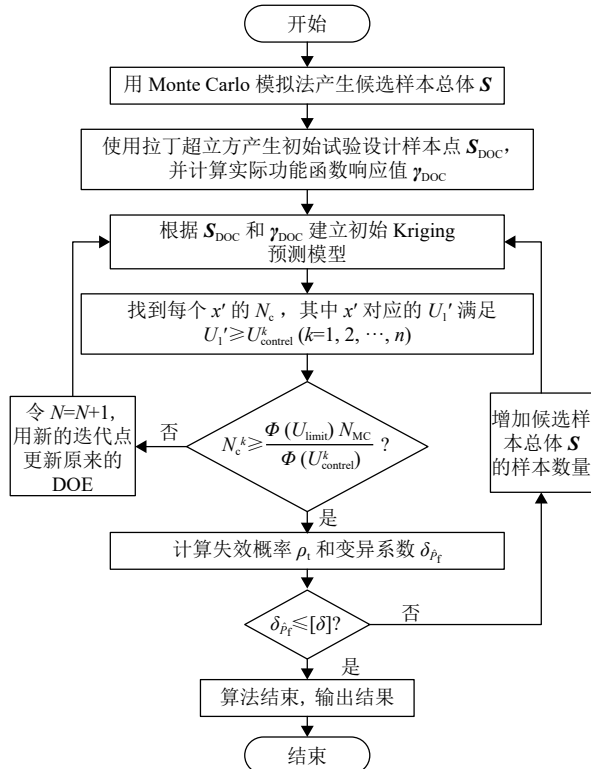 开始
用 Monte Carlo 模拟法产生候选样本总体 S
使用拉丁超立方产生初始试验设计样本点 S_DOC，
并计算实际功能函数响应值 γ_DOC
根据 S_DOC 和 γ_DOC 建立初始 Kriging
预测模型
找到每个 x′ 的 N_c ，其中 x′ 对应的 U_1′ 满足
U_1′≥U^k_contrel (k=1, 2, ⋯, n)
令 N=N+1,
用新的迭代点
更新原来的
DOE
否
N_c^k≥Φ (U_limit) N_MC / Φ (U^k_contrel) ?
增加候选样
本总体 S
的样本数量
是
计算失效概率 ρ_t 和变异系数 δ_P̂f
δ_P̂f≤[δ]?
否
是
算法结束, 输出结果
结束